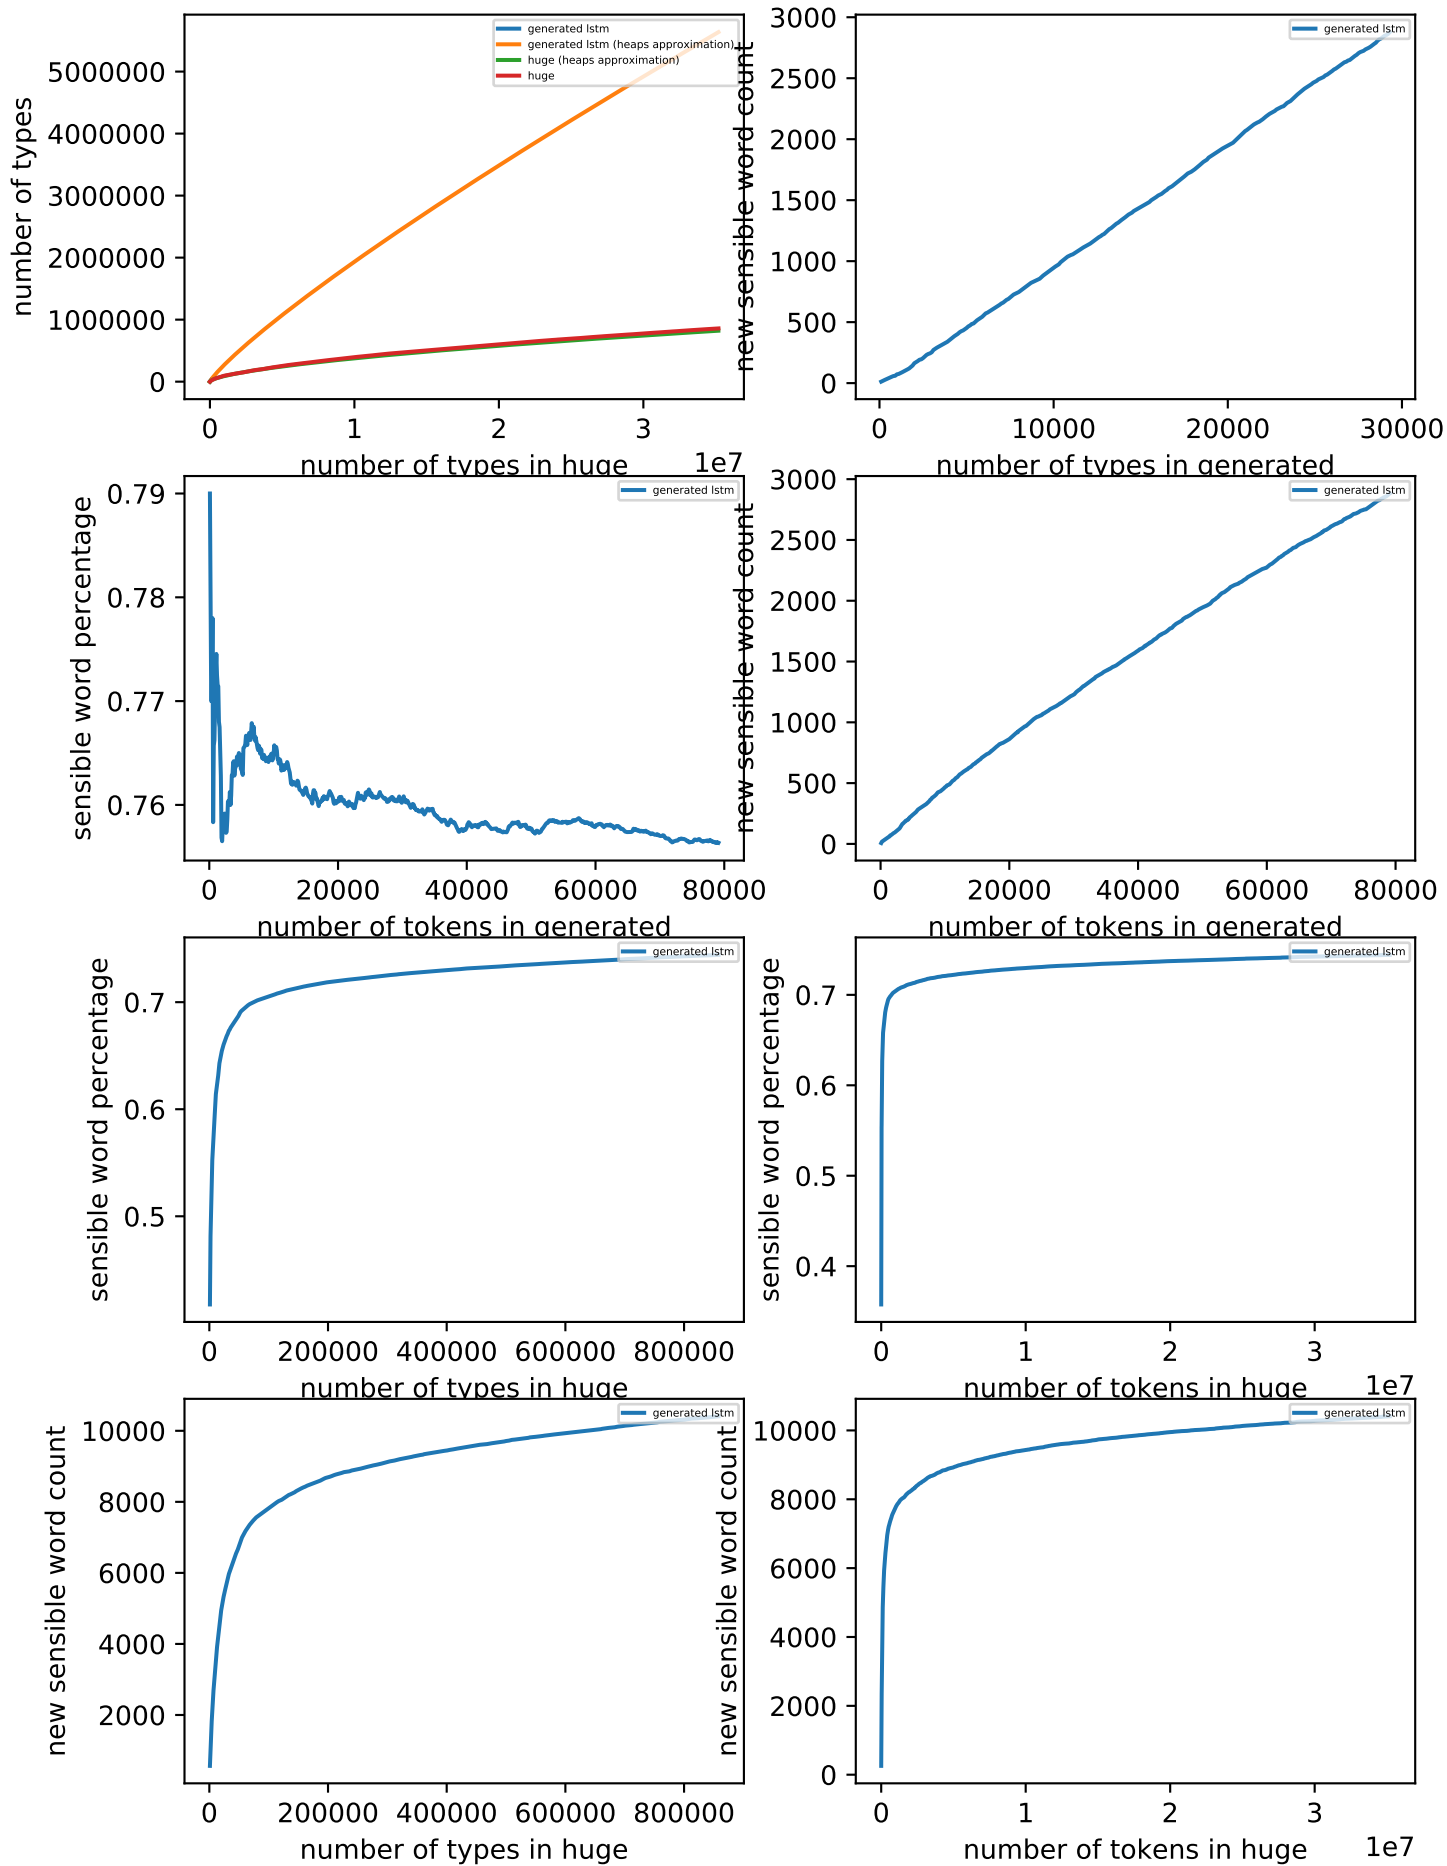 generated lstm
generated lstm (heaps approximation)
huge (heaps approximation)
huge
number of types
5000000
4000000
3000000
2000000
1000000
0
0 1 2 3
1e7
number of types in huge
generated lstm
new sensible word count
3000
2500
2000
1500
1000
500
0
0 10000 20000 30000
number of types in generated
generated lstm
sensible word percentage
0.79
0.78
0.77
0.76
0 20000 40000 60000 80000
number of tokens in generated
generated lstm
new sensible word count
3000
2500
2000
1500
1000
500
0
0 20000 40000 60000 80000
number of tokens in generated
generated lstm
sensible word percentage
0.7
0.6
0.5
0 200000 400000 600000 800000
number of types in huge
generated lstm
sensible word percentage
0.7
0.6
0.5
0.4
0 1 2 3
1e7
number of tokens in huge
generated lstm
new sensible word count
10000
8000
6000
4000
2000
0 200000 400000 600000 800000
number of types in huge
generated lstm
new sensible word count
10000
8000
6000
4000
2000
0
0 1 2 3
1e7
number of tokens in huge